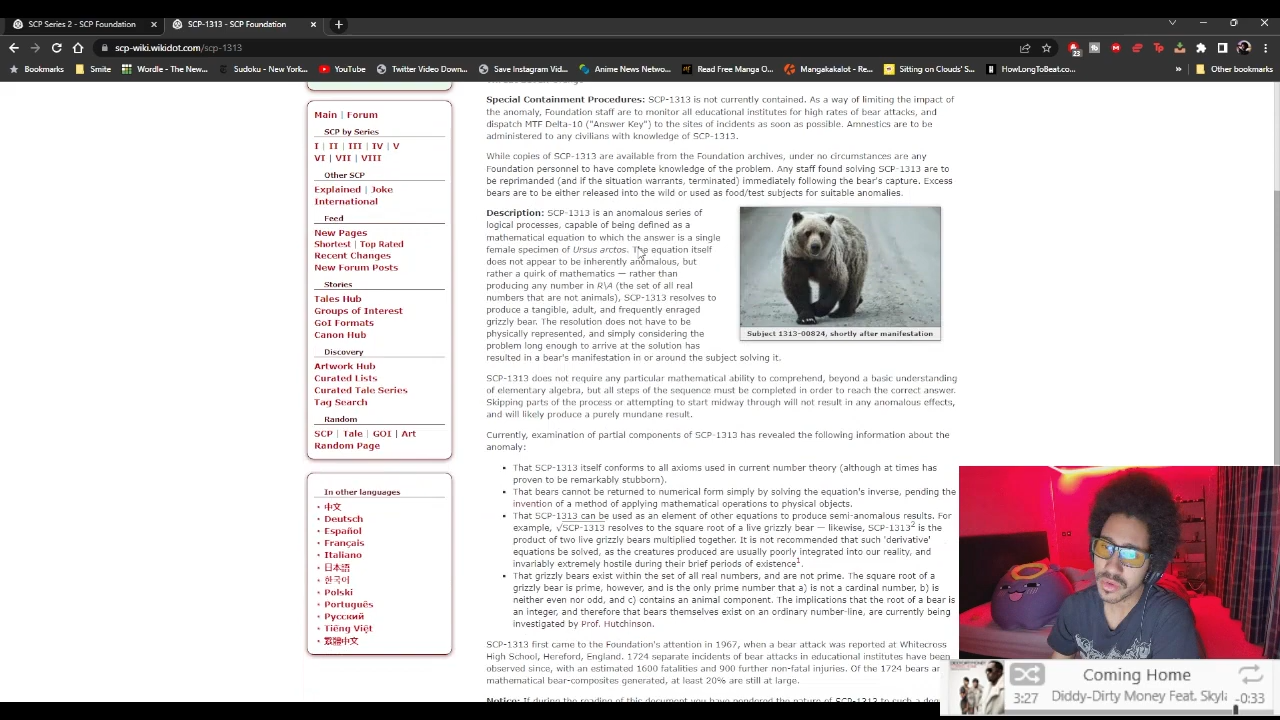 SCP Series 2 - SCP Foundation
SCP-1313 - SCP Foundation
scp-wiki.wikidot.com/scp-1313
23
Bookmarks
Smite
Wordle - The New...
Sudoku - New York...
YouTube
Twitter Video Down...
Save Instagram Vid...
Anime News Netwo...
Read Free Manga O...
Mangakakalot - Rea...
Sitting on Clouds' S...
HowLongToBeat.co...
»
Other bookmarks
Main | Forum
SCP by Series
I | II | III | IV | V
VI | VII | VIII
Other SCP
Explained | Joke
International
Feed
New Pages
Shortest | Top Rated
Recent Changes
New Forum Posts
Stories
Tales Hub
Groups of Interest
GoI Formats
Canon Hub
Discovery
Artwork Hub
Curated Lists
Curated Tale Series
Tag Search
Random
SCP | Tale | GOI | Art
Random Page
In other languages
中文
Deutsch
Español
Français
Italiano
日本語
한국어
Polski
Português
Русский
Tiếng Việt
繁體中文
Special Containment Procedures: SCP-1313 is not currently contained. As a way of limiting the impact of
the anomaly, Foundation staff are to monitor all educational institutes for high rates of bear attacks, and
dispatch MTF Delta-10 ("Answer Key") to the sites of incidents as soon as possible. Amnestics are to be
administered to any civilians with knowledge of SCP-1313.
While copies of SCP-1313 are available from the Foundation archives, under no circumstances are any
Foundation personnel to have complete knowledge of the problem. Any staff found solving SCP-1313 are to
be reprimanded (and if the situation warrants, terminated) immediately following the bear's capture. Excess
bears are to be either released into the wild or used as food/test subjects for suitable anomalies.
Description: SCP-1313 is an anomalous series of
logical processes, capable of being defined as a
mathematical equation to which the answer is a single
female specimen of Ursus arctos. The equation itself
does not appear to be inherently anomalous, but
rather a quirk of mathematics — rather than
producing any number in R\A (the set of all real
numbers that are not animals), SCP-1313 resolves to
produce a tangible, adult, and frequently enraged
grizzly bear. The resolution does not have to be
physically represented, and simply considering the
problem long enough to arrive at the solution has
resulted in a bear's manifestation in or around the subject solving it.
Subject 1313-00824, shortly after manifestation
SCP-1313 does not require any particular mathematical ability to comprehend, beyond a basic understanding
of elementary algebra, but all steps of the sequence must be completed in order to reach the correct answer.
Skipping parts of the process or attempting to start midway through will not result in any anomalous effects,
and will likely produce a purely mundane result.
Currently, examination of partial components of SCP-1313 has revealed the following information about the
anomaly:
• That SCP-1313 itself conforms to all axioms used in current number theory (although at times has
proven to be remarkably stubborn).
• That bears cannot be returned to numerical form simply by solving the equation's inverse, pending the
invention of a method of applying mathematical operations to physical objects.
• That SCP-1313 can be used as an element of other equations to produce semi-anomalous results. For
example, √SCP-1313 resolves to the square root of a live grizzly bear — likewise, SCP-1313² is the
product of two live grizzly bears multiplied together. It is not recommended that such 'derivative'
equations be solved, as the creatures produced are usually poorly integrated into our reality, and
invariably extremely hostile during their brief periods of existence¹.
• That grizzly bears exist within the set of all real numbers, and are not prime. The square root of a
grizzly bear is prime, however, and is the only prime number that a) is not a cardinal number, b) is
neither even nor odd, and c) contains an animal component. The implications that the root of a bear is
an integer, and therefore that bears themselves exist on an ordinary number-line, are currently being
investigated by Prof. Hutchinson.
SCP-1313 first came to the Foundation's attention in 1967, when a bear attack was reported at Whitecross
High School, Hereford, England. 1724 separate incidents of bear attacks in educational institutes have been
observed since, with an estimated 1600 fatalities and 900 further non-fatal injuries. Of the 1724 bears an
mathematical bear-composites generated, at least 20% are still at large.
Notice: If during the reading of this document you have pondered the nature of SCP-1313 to such a deg
Coming Home
3:27
Diddy-Dirty Money Feat. Skyla
-0:33